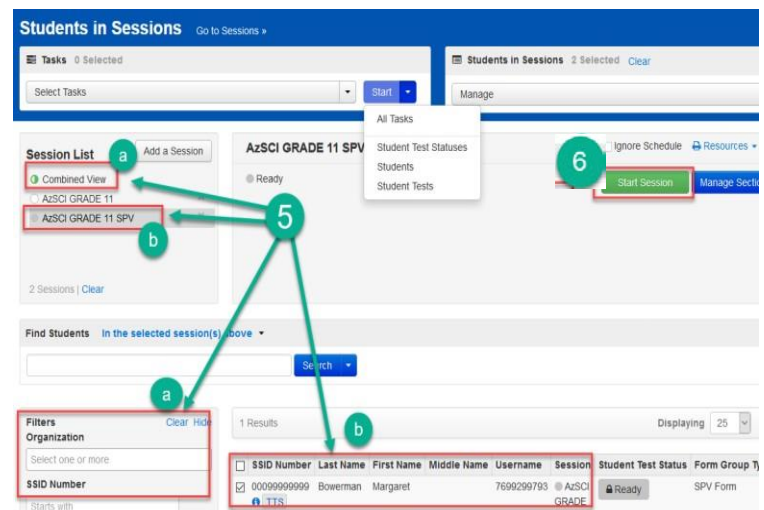 Students in Sessions Go to Sessions »
Tasks 0 Selected
Students in Sessions 2 Selected Clear
Select Tasks
Start
Manage
All Tasks
Student Test Statuses
Students
Student Tests
Session List
a
Add a Session
Combined View
AzSCI GRADE 11
AzSCI GRADE 11 SPV
b
2 Sessions | Clear
AzSCI GRADE 11 SPV
Ready
5
6
Ignore Schedule Resources
Start Session
Manage
Find Students In the selected session(s) above
Search
a
Filters Clear Hide
Organization
Select one or more
SSID Number
Starts with
1 Results
b
Displaying 25
SSID Number Last Name First Name Middle Name Username Session Student Test Status Form Group
00099999999 Bowerman Margaret 7699299793 AzSCI Ready SPV Form
TTS GRADE